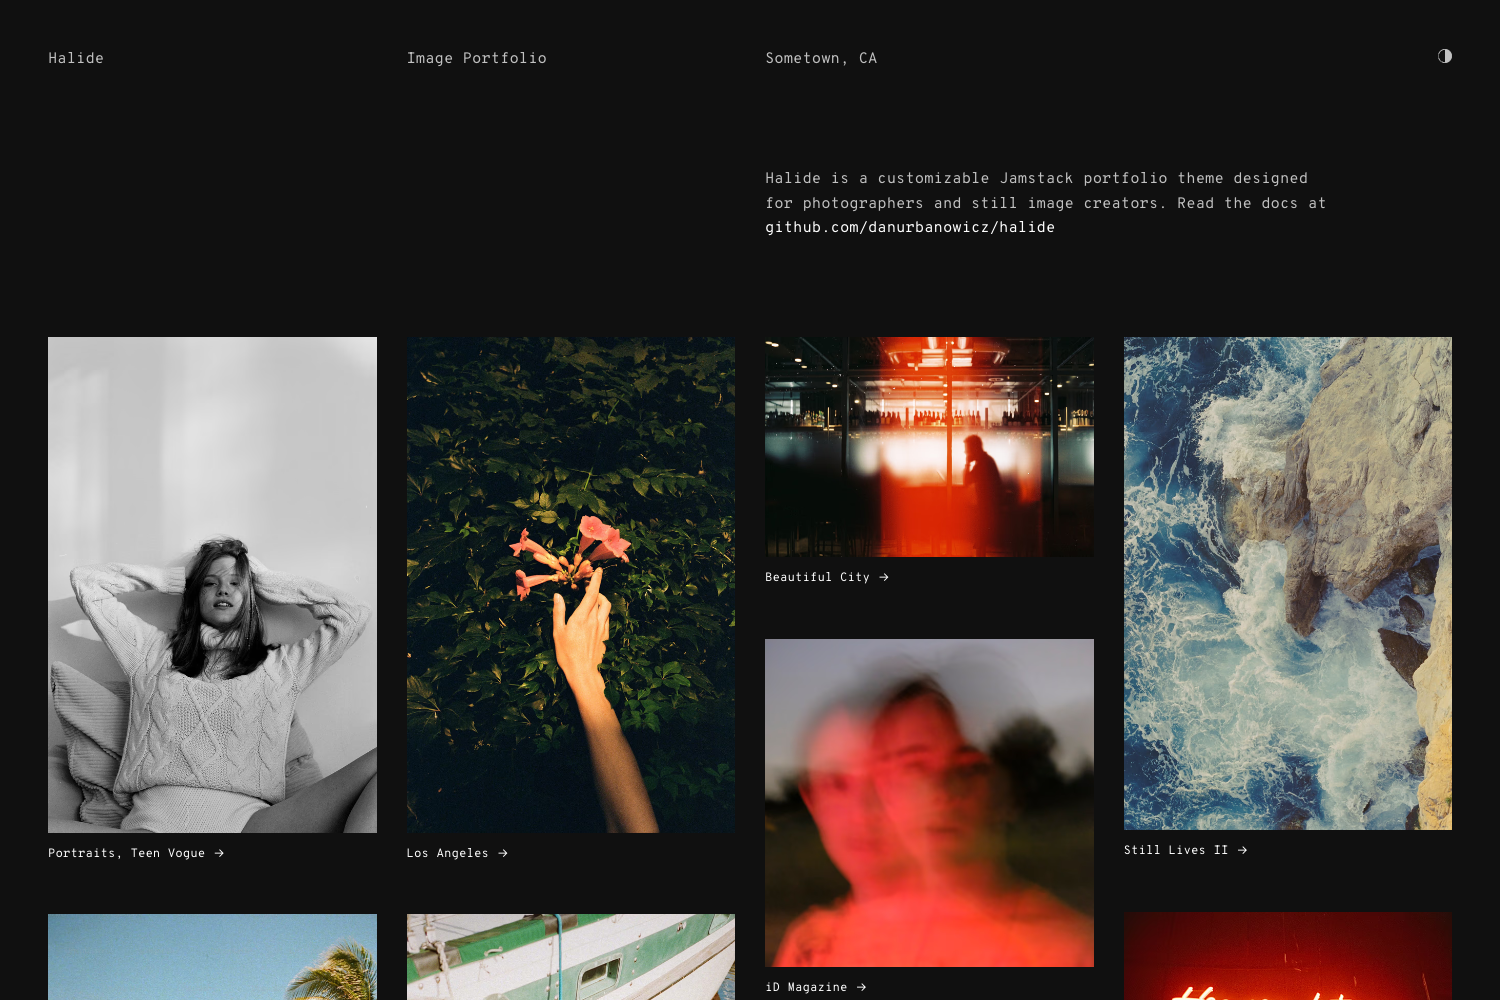 Halide
Image Portfolio
Sometown, CA
Halide is a customizable Jamstack portfolio theme designed
for photographers and still image creators. Read the docs at
github.com/danurbanowicz/halide
Beautiful City →
Portraits, Teen Vogue →
Los Angeles →
Still Lives II →
iD Magazine →